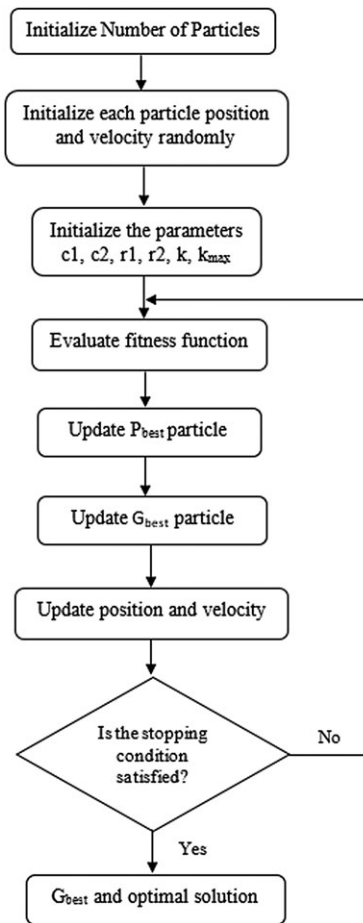 Initialize Number of Particles
Initialize each particle position
and velocity randomly
Initialize the parameters
c1, c2, r1, r2, k, kmax
Evaluate fitness function
Update Pbest particle
Update Gbest particle
Update position and velocity
Is the stopping
condition
satisfied?
No
Yes
Gbest and optimal solution